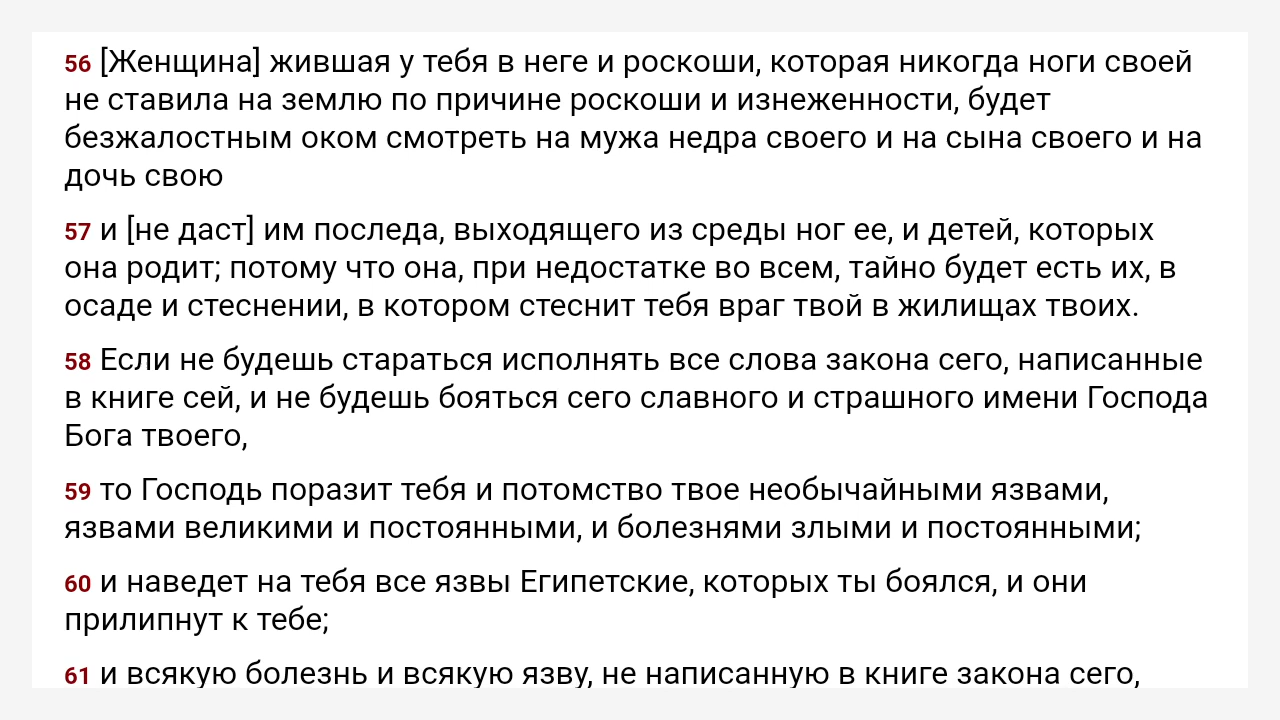 56 [Женщина] жившая у тебя в неге и роскоши, которая никогда ноги своей
не ставила на землю по причине роскоши и изнеженности, будет
безжалостным оком смотреть на мужа недра своего и на сына своего и на
дочь свою
57 и [не даст] им последа, выходящего из среды ног ее, и детей, которых
она родит; потому что она, при недостатке во всем, тайно будет есть их, в
осаде и стеснении, в котором стеснит тебя враг твой в жилищах твоих.
58 Если не будешь стараться исполнять все слова закона сего, написанные
в книге сей, и не будешь бояться сего славного и страшного имени Господа
Бога твоего,
59 то Господь поразит тебя и потомство твое необычайными язвами,
язвами великими и постоянными, и болезнями злыми и постоянными;
60 и наведет на тебя все язвы Египетские, которых ты боялся, и они
прилипнут к тебе;
61 и всякую болезнь и всякую язву, не написанную в книге закона сего,